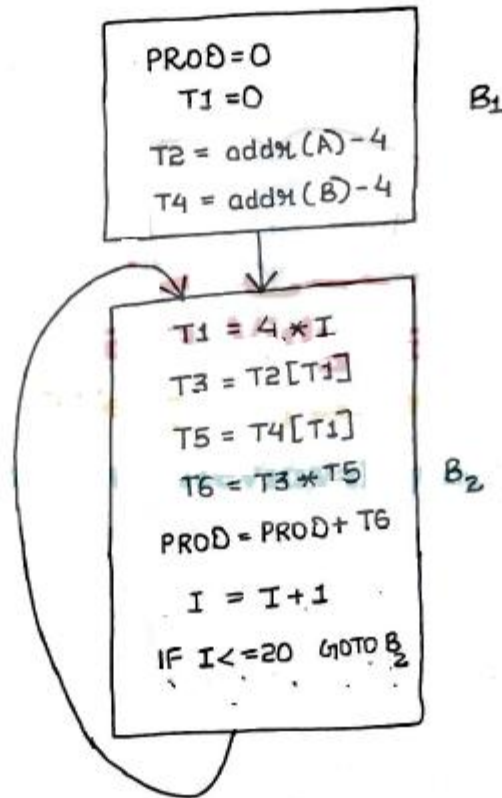 PROD=0
T1=0
T2 = addr(A)-4
T4 = addr(B)-4
B1
T1 = 4 * I
T3 = T2[T1]
T5 = T4[T1]
T6 = T3*T5
PROD = PROD+ T6
I = I+1
IF I<=20 GOTO B2
B2